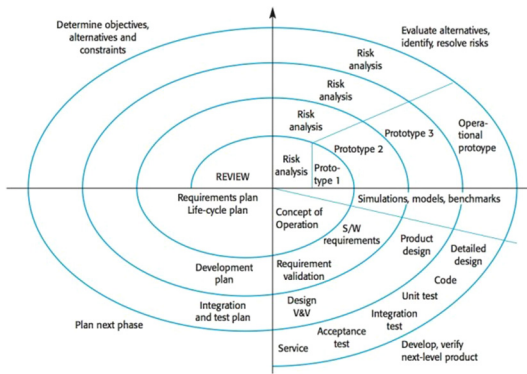 Determine objectives,
alternatives and
constraints
Evaluate alternatives,
identify, resolve risks
Risk
analysis
Risk
analysis
Risk
analysis
Risk
analysis
REVIEW
Proto-
type 1
Prototype 2
Prototype 3
Opera-
tional
protoype
Requirements plan
Life-cycle plan
Concept of
Operation
Simulations, models, benchmarks
S/W
requirements
Product
design
Detailed
design
Development
plan
Requirement
validation
Code
Unit test
Integration
and test plan
Design
V&V
Integration
test
Acceptance
test
Service
Plan next phase
Develop, verify
next-level product